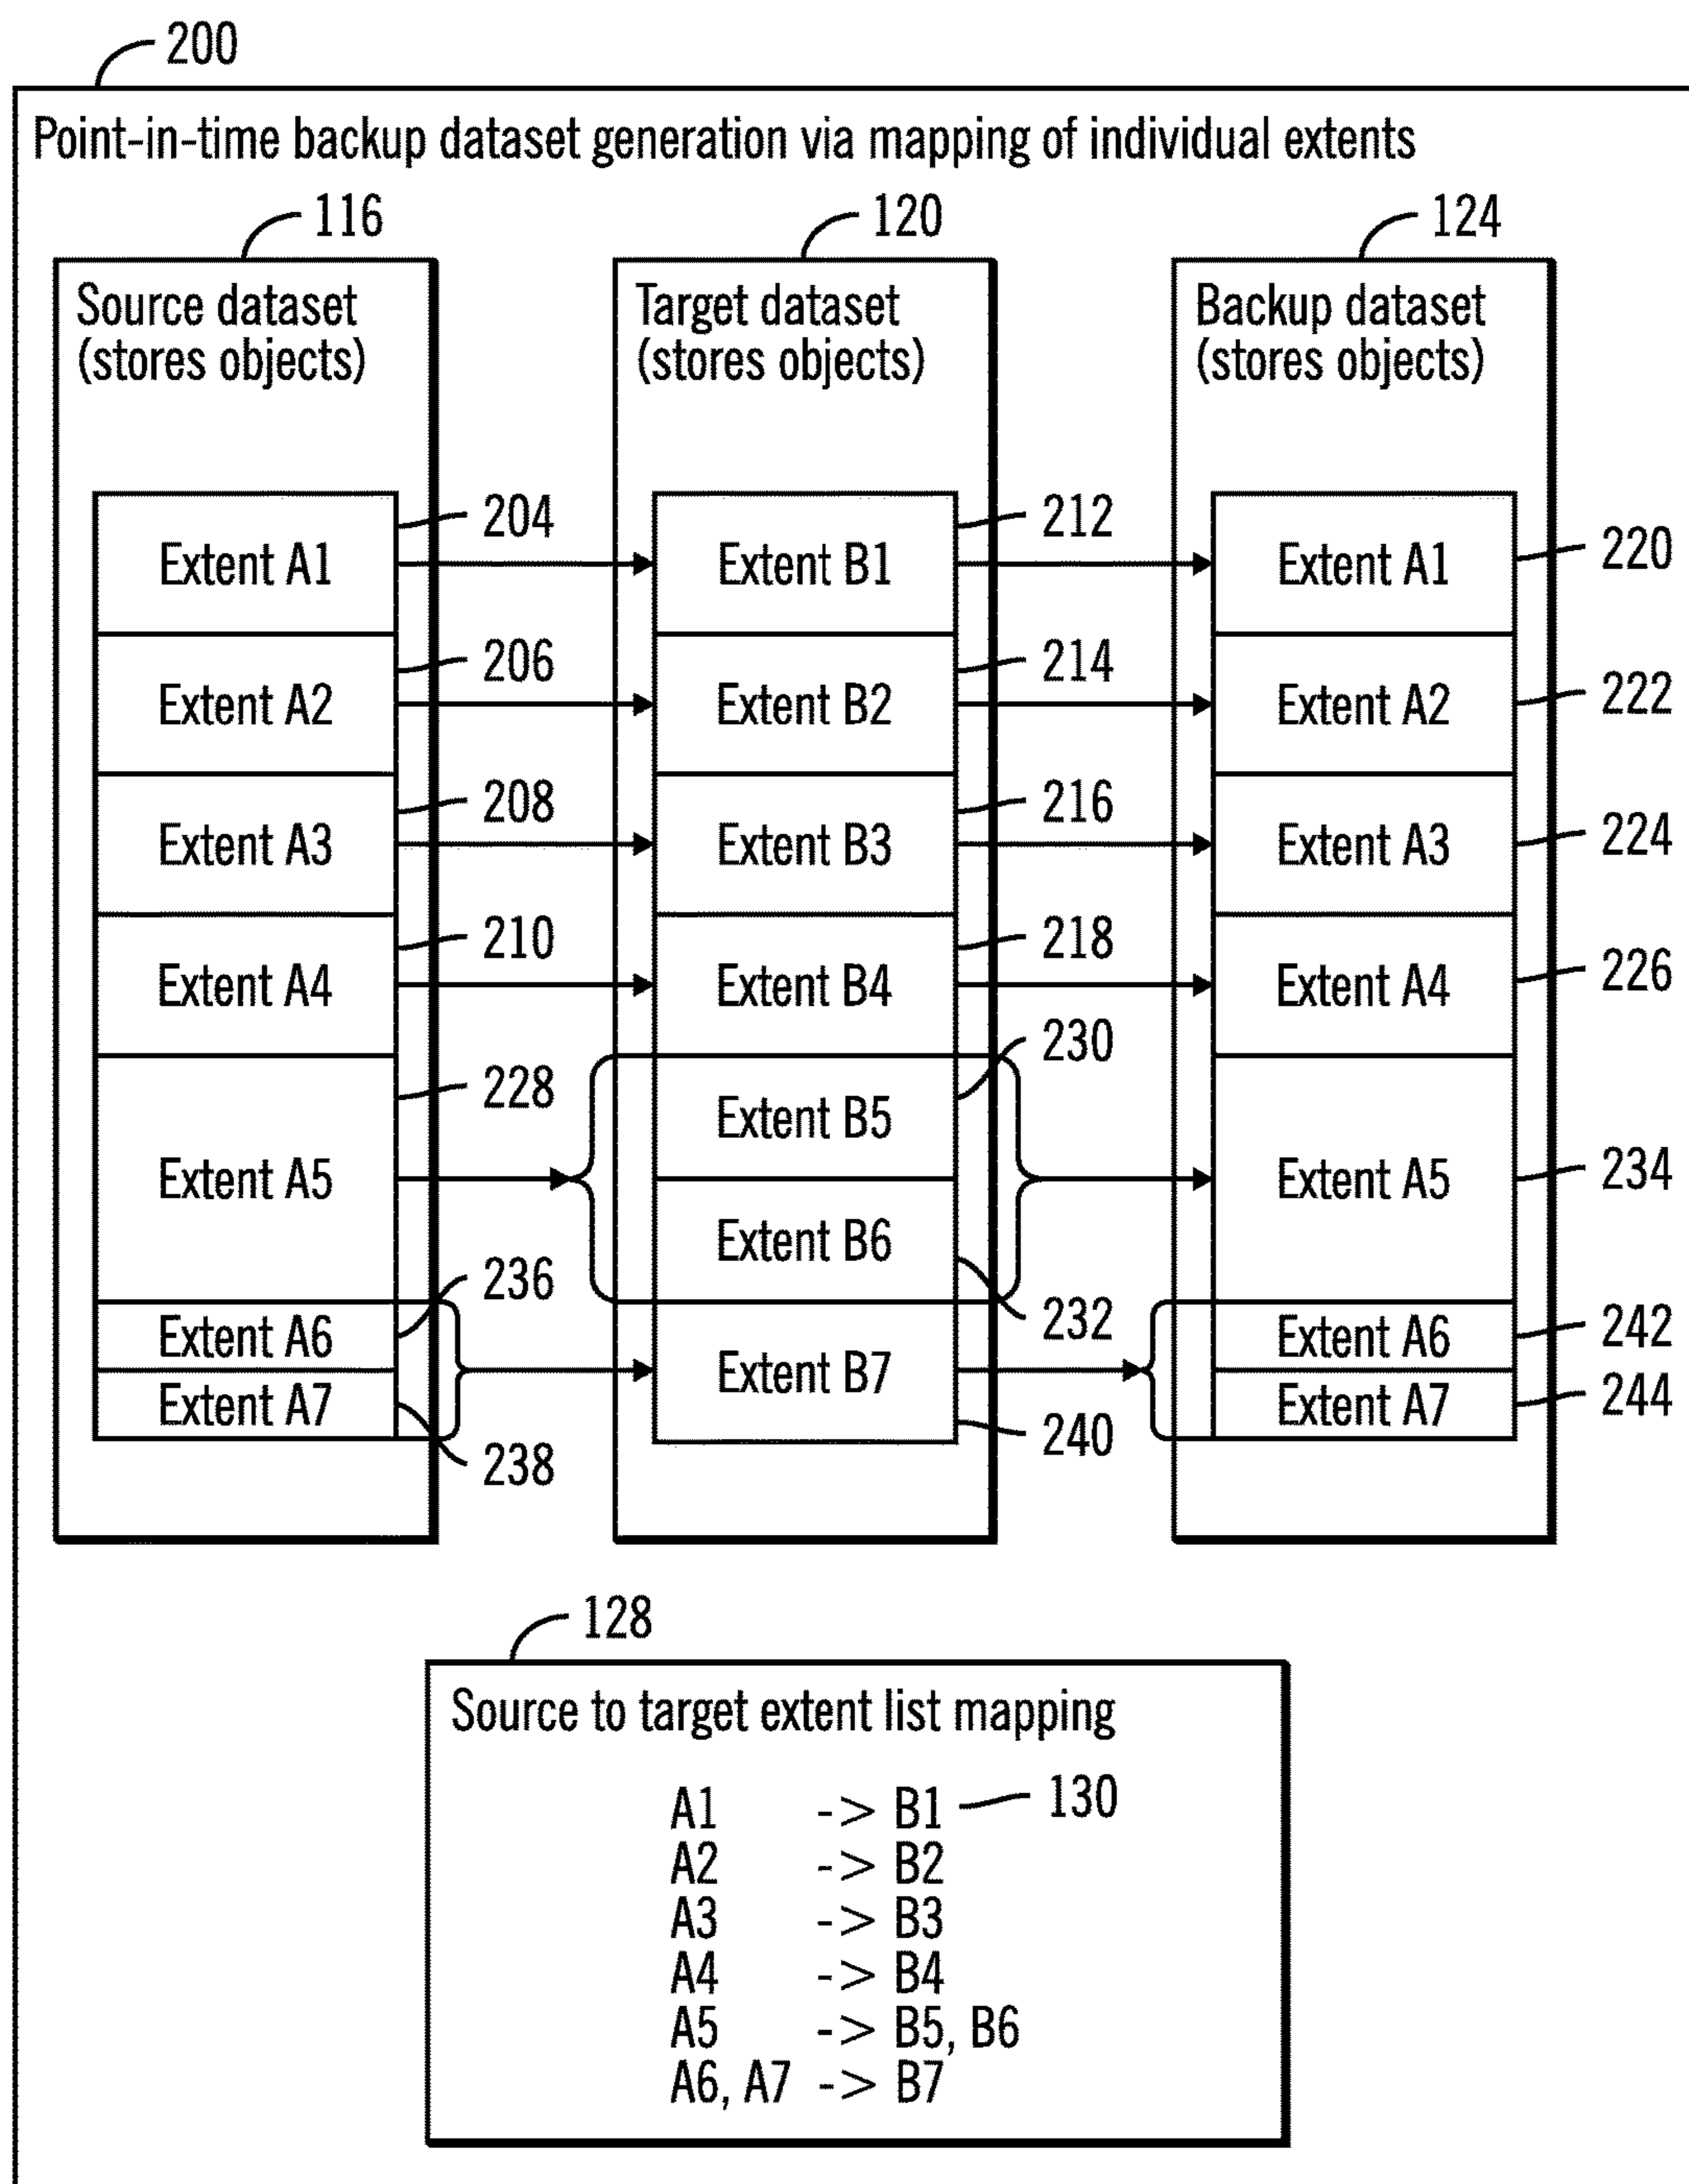 200
Point-in-time backup dataset generation via mapping of individual extents
116
120
124
Source dataset
(stores objects)
Target dataset
(stores objects)
Backup dataset
(stores objects)
204
212
Extent A1
Extent B1
Extent A1
220
206
214
Extent A2
Extent B2
Extent A2
222
208
216
Extent A3
Extent B3
Extent A3
224
210
218
Extent A4
Extent B4
Extent A4
226
230
228
Extent B5
Extent A5
Extent A5
234
Extent B6
236
232
Extent A6
Extent A6
242
Extent B7
Extent A7
Extent A7
244
238
240
128
Source to target extent list mapping
A1 -> B1 130
A2 -> B2
A3 -> B3
A4 -> B4
A5 -> B5, B6
A6, A7 -> B7